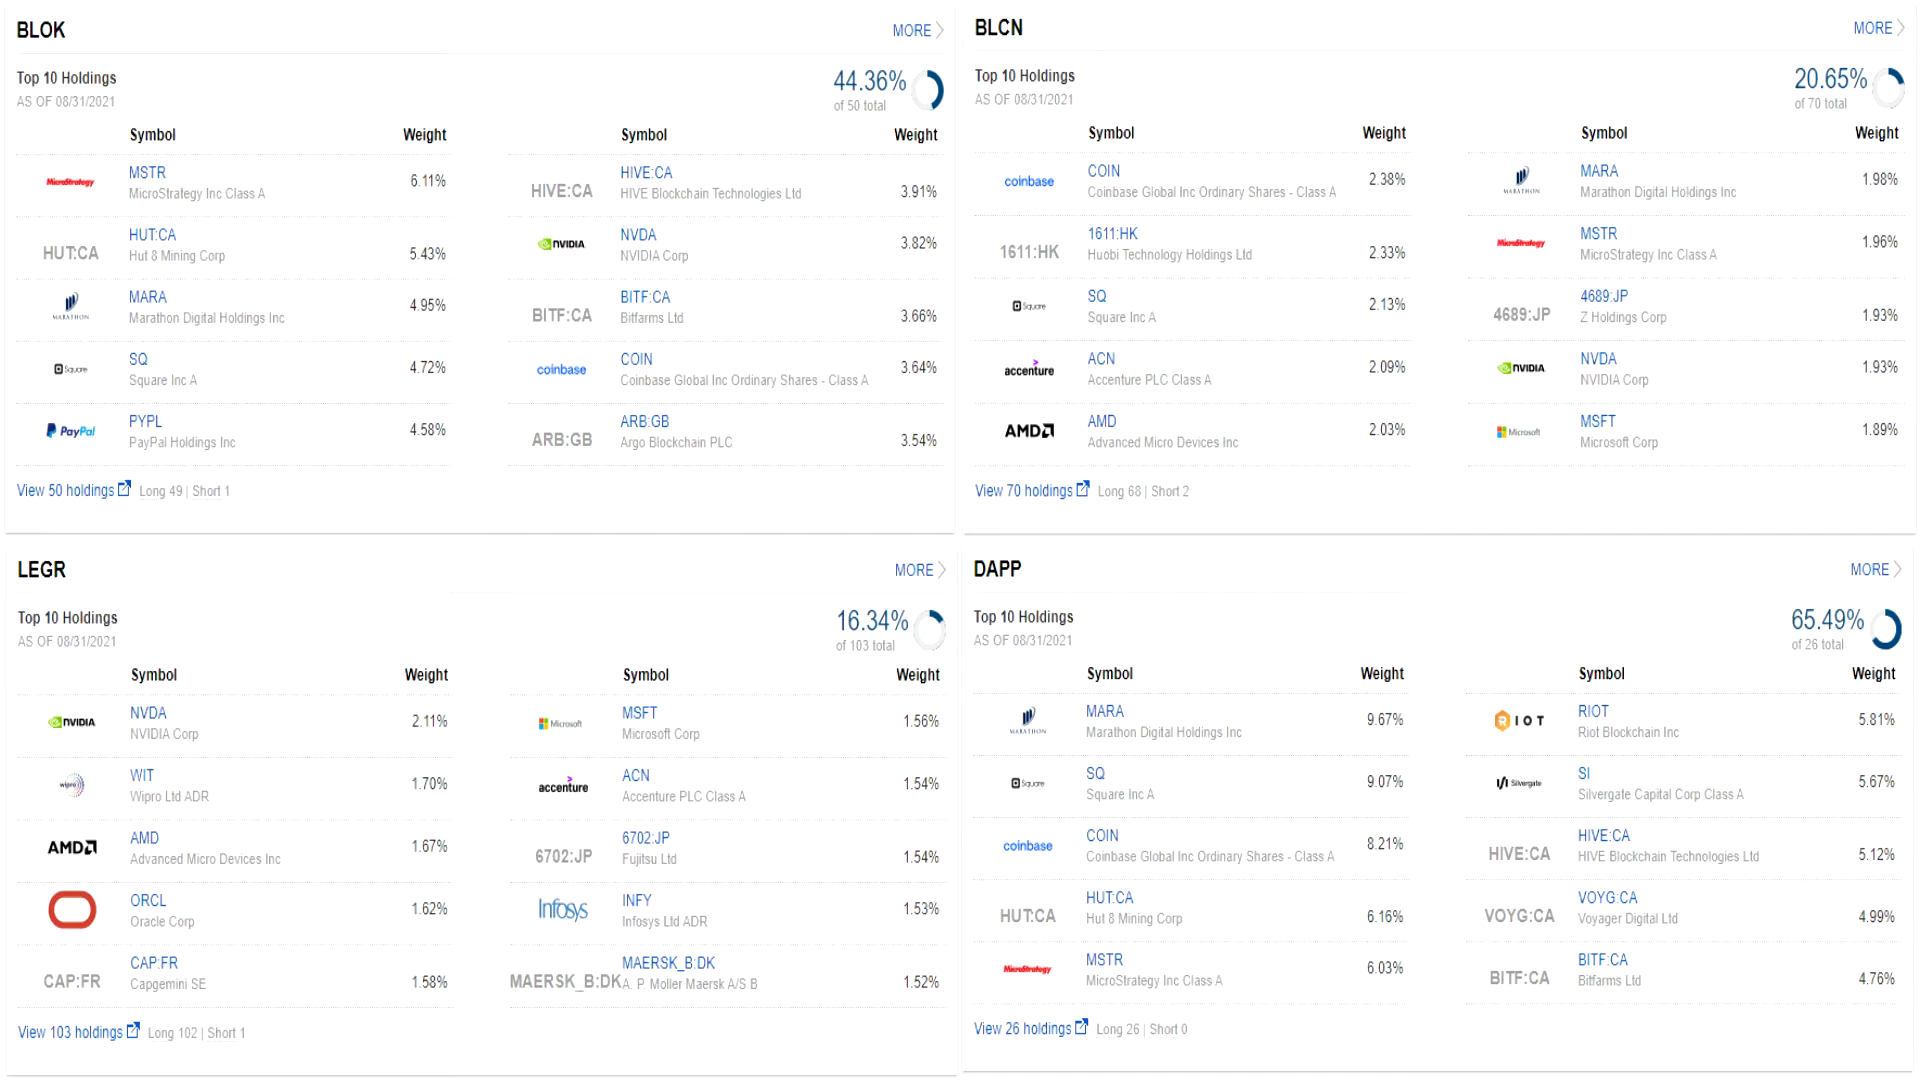 BLOK
MORE
Top 10 Holdings
AS OF 08/31/2021
44.36%
of 50 total
Symbol Weight Symbol Weight
MicroStrategy MSTR MicroStrategy Inc Class A 6.11%
HIVE:CA HIVE:CA HIVE Blockchain Technologies Ltd 3.91%
HUT:CA HUT:CA Hut 8 Mining Corp 5.43%
NVIDIA NVDA NVIDIA Corp 3.82%
MARATHON MARA Marathon Digital Holdings Inc 4.95%
BITF:CA BITF:CA Bitfarms Ltd 3.66%
Square SQ Square Inc A 4.72%
coinbase COIN Coinbase Global Inc Ordinary Shares - Class A 3.64%
PayPal PYPL PayPal Holdings Inc 4.58%
ARB:GB ARB:GB Argo Blockchain PLC 3.54%
View 50 holdings Long 49 | Short 1
BLCN
MORE
Top 10 Holdings
AS OF 08/31/2021
20.65%
of 70 total
Symbol Weight Symbol Weight
coinbase COIN Coinbase Global Inc Ordinary Shares - Class A 2.38%
MARATHON MARA Marathon Digital Holdings Inc 1.98%
1611:HK 1611:HK Huobi Technology Holdings Ltd 2.33%
MicroStrategy MSTR MicroStrategy Inc Class A 1.96%
Square SQ Square Inc A 2.13%
4689:JP 4689:JP Z Holdings Corp 1.93%
accenture ACN Accenture PLC Class A 2.09%
NVIDIA NVDA NVIDIA Corp 1.93%
AMD AMD Advanced Micro Devices Inc 2.03%
Microsoft MSFT Microsoft Corp 1.89%
View 70 holdings Long 68 | Short 2
LEGR
MORE
Top 10 Holdings
AS OF 08/31/2021
16.34%
of 103 total
Symbol Weight Symbol Weight
NVIDIA NVDA NVIDIA Corp 2.11%
Microsoft MSFT Microsoft Corp 1.56%
wipro WIT Wipro Ltd ADR 1.70%
accenture ACN Accenture PLC Class A 1.54%
AMD AMD Advanced Micro Devices Inc 1.67%
6702:JP 6702:JP Fujitsu Ltd 1.54%
ORCL Oracle Corp 1.62%
Infosys INFY Infosys Ltd ADR 1.53%
CAP:FR CAP:FR Capgemini SE 1.58%
MAERSK_B:DK MAERSK_B:DK A. P. Moller Maersk A/S B 1.52%
View 103 holdings Long 102 | Short 1
DAPP
MORE
Top 10 Holdings
AS OF 08/31/2021
65.49%
of 26 total
Symbol Weight Symbol Weight
MARATHON MARA Marathon Digital Holdings Inc 9.67%
RIOT RIOT Riot Blockchain Inc 5.81%
Square SQ Square Inc A 9.07%
Silvergate SI Silvergate Capital Corp Class A 5.67%
coinbase COIN Coinbase Global Inc Ordinary Shares - Class A 8.21%
HIVE:CA HIVE:CA HIVE Blockchain Technologies Ltd 5.12%
HUT:CA HUT:CA Hut 8 Mining Corp 6.16%
VOYG:CA VOYG:CA Voyager Digital Ltd 4.99%
MicroStrategy MSTR MicroStrategy Inc Class A 6.03%
BITF:CA BITF:CA Bitfarms Ltd 4.76%
View 26 holdings Long 26 | Short 0